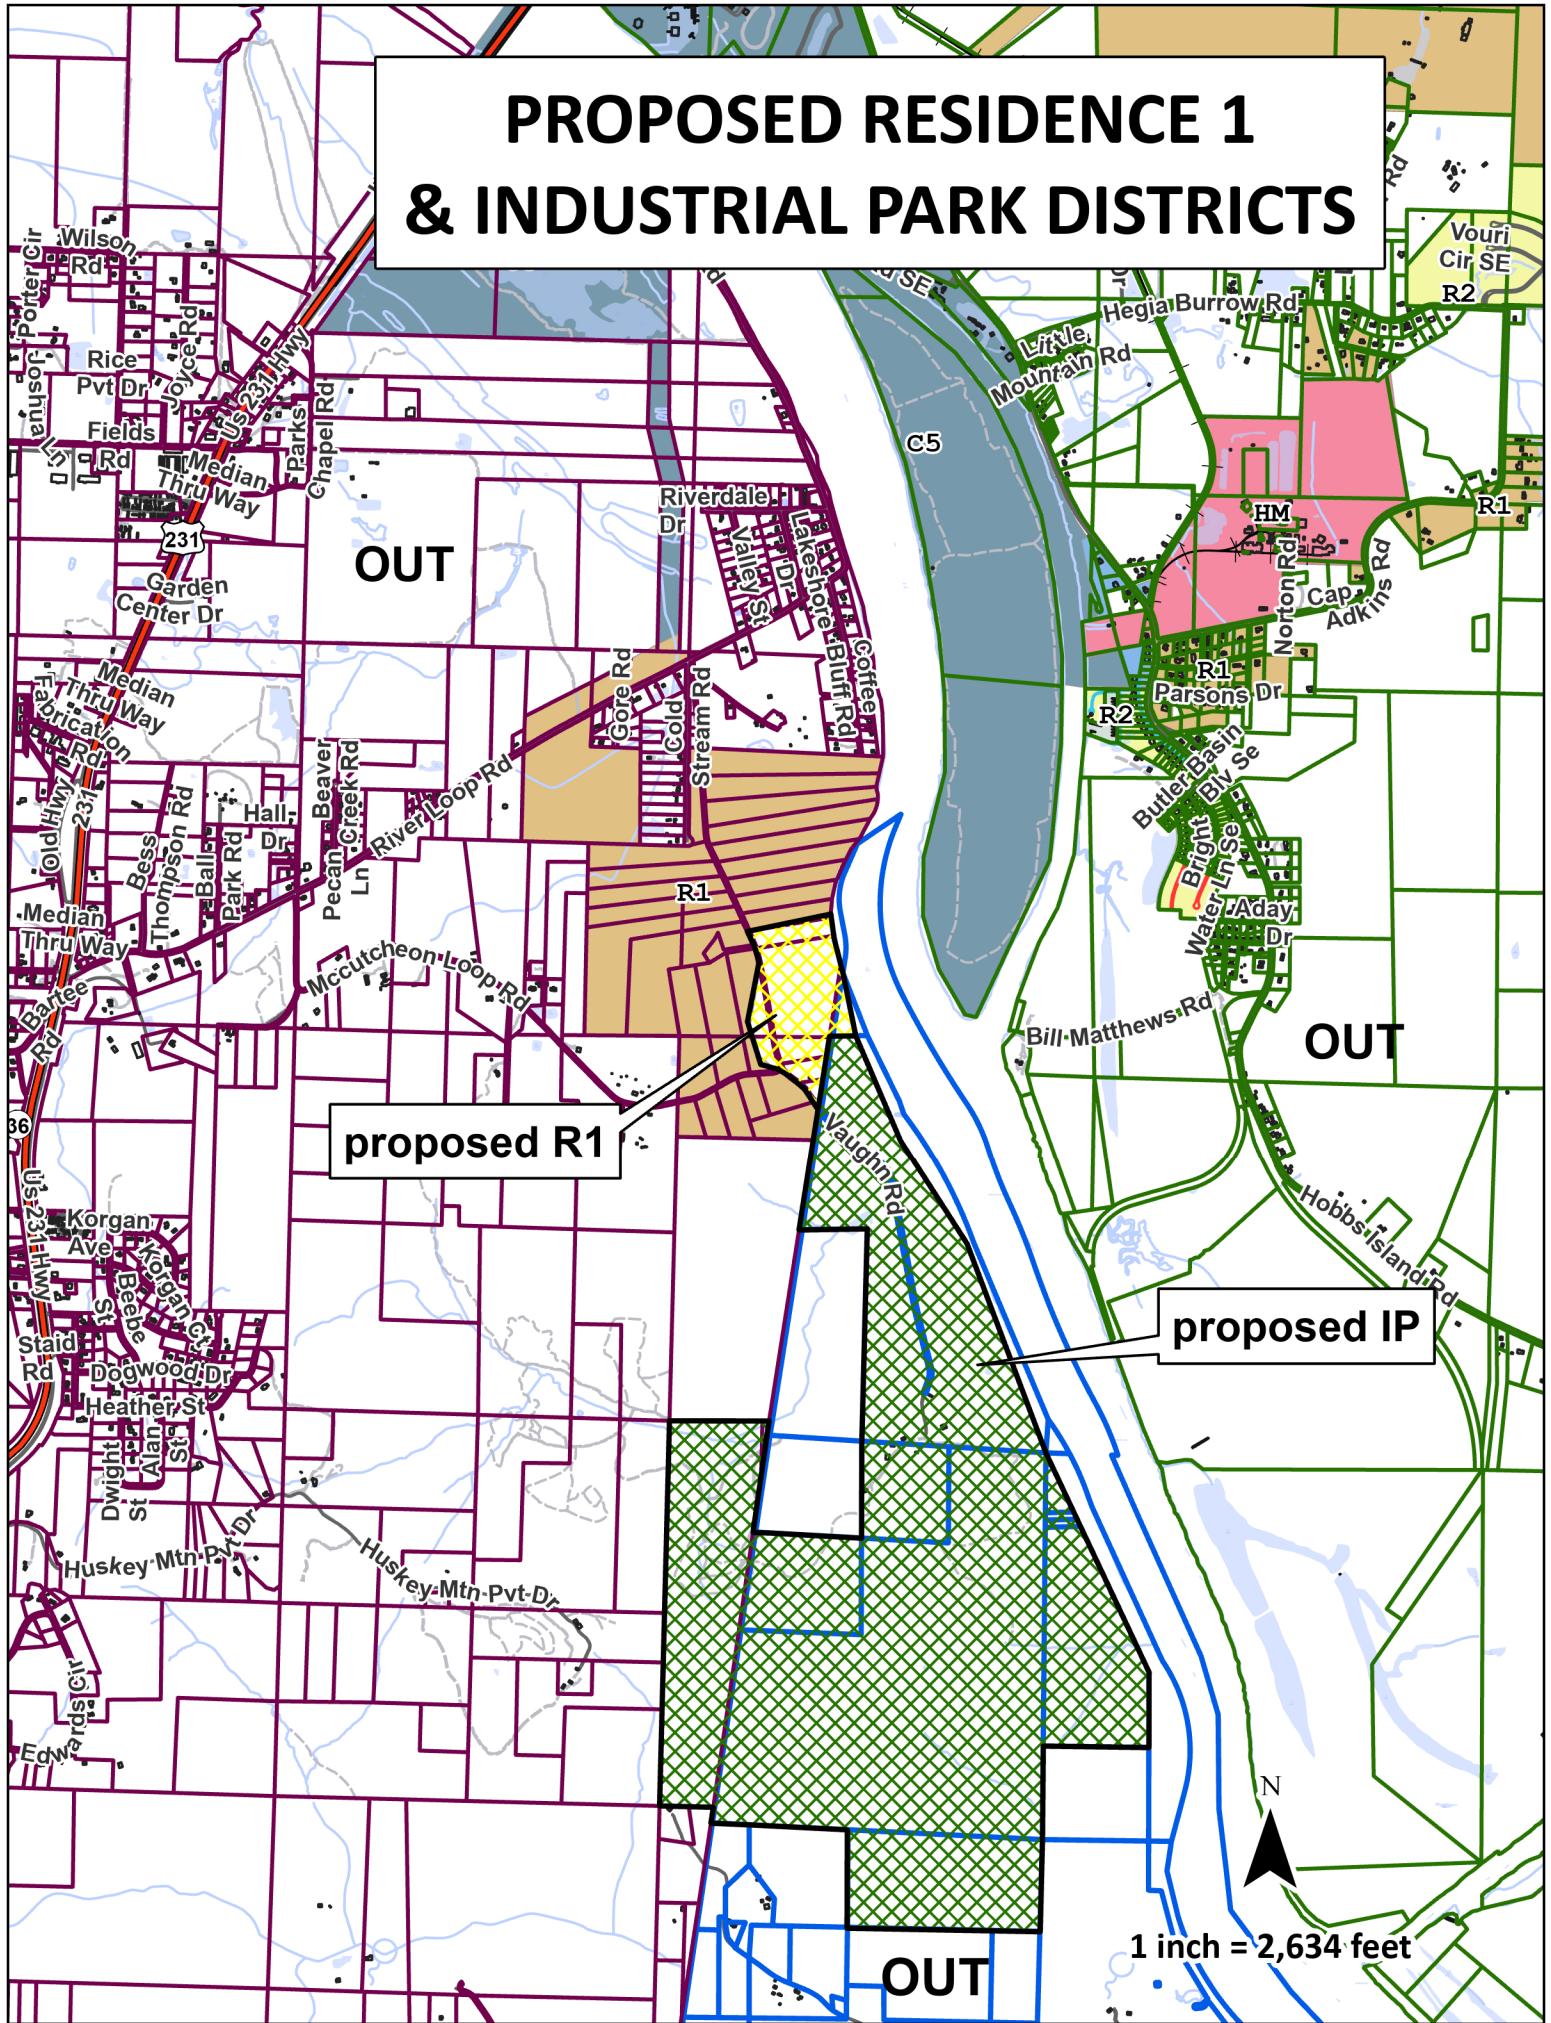 PROPOSED RESIDENCE 1
& INDUSTRIAL PARK DISTRICTS
Rd
Vouri
Cir SE
R2
Wilson
Rd
Porter Cir
Joshua
Ln
Joyce Rd
Rice
Pvt Dr
Fields
Rd
Us 231 Hwy
Parks
Chapel Rd
Median
Thru Way
231
OUT
Garden
Center Dr
Rd SE
Little
Mountain Rd
Hegia Burrow Rd
Dr
C5
HM
R1
Norton Rd
Cap
Adkins Rd
Riverdale
Dr
Valley St
Lakeshore
Dr
Bluff Rd
Coffee
R1
Parsons Dr
R2
Butler Basin
Blv Se
Bright
Water Ln Se
Aday
Dr
Median
Thru Way
Fabrication
Rd
Old Hwy
231
Gore Rd
Cold
Stream Rd
Bess
Thompson Rd
Ball
Park Rd
Hall
Dr
Beaver
Creek Rd
Pecan
Ln
River Loop Rd
R1
Median
Thru Way
Bartee
Rd
Mccutcheon Loop Rd
Bill Matthews Rd
OUT
36
proposed R1
Vaughn Rd
Us 231 Hwy
Korgan
Ave
Korgan Ct
Beebe
St
Hobbs Island Rd
proposed IP
Staid
Rd
Dogwood Dr
Heather St
Dwight
St
Alan
St
Huskey Mtn Pvt Dr
Huskey Mtn Pvt Dr
Edwards Cir
N
1 inch = 2,634 feet
OUT